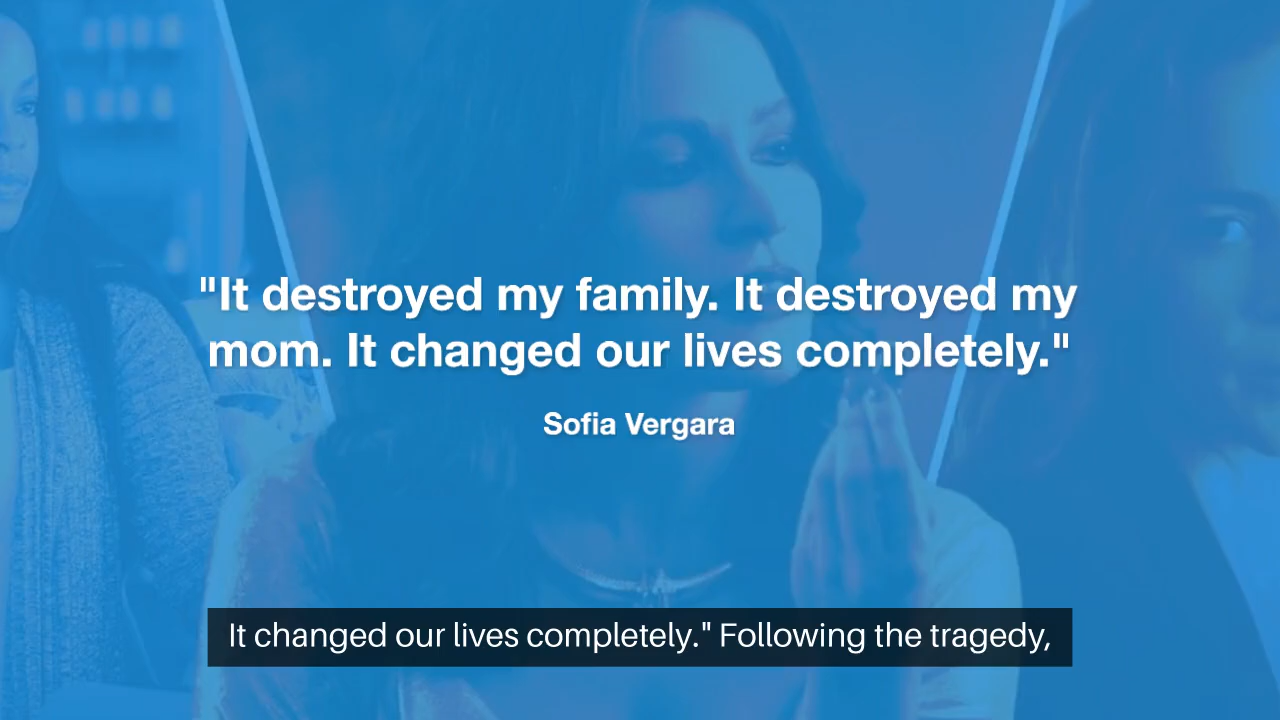 "It destroyed my family. It destroyed my
mom. It changed our lives completely."
Sofia Vergara
It changed our lives completely." Following the tragedy,